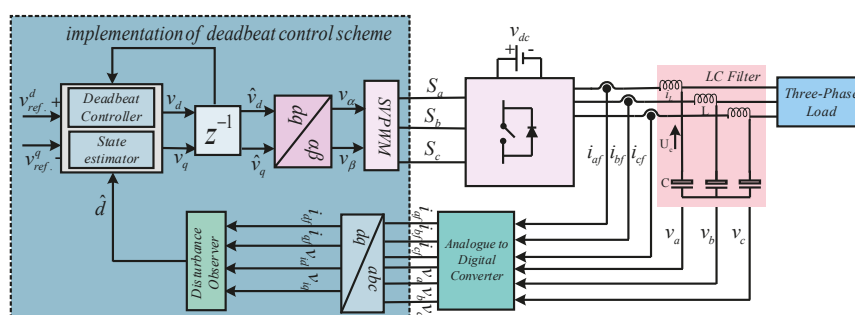 implementation of deadbeat control scheme
v_dc
+ -
LC Filter
v^d_ref. +
Deadbeat
Controller
State
estimator
v^q_ref. -
v_d
v_q
z^-1
v̂_d
v̂_q
dq
αβ
v_α
v_β
SVPWM
S_a
S_b
S_c
i_L
L
U_c
C
Three-Phase
Load
i_af i_bf i_cf
v_a v_b v_c
d̂
Disturbance
Observer
dq
abc
Analogue to
Digital
Converter